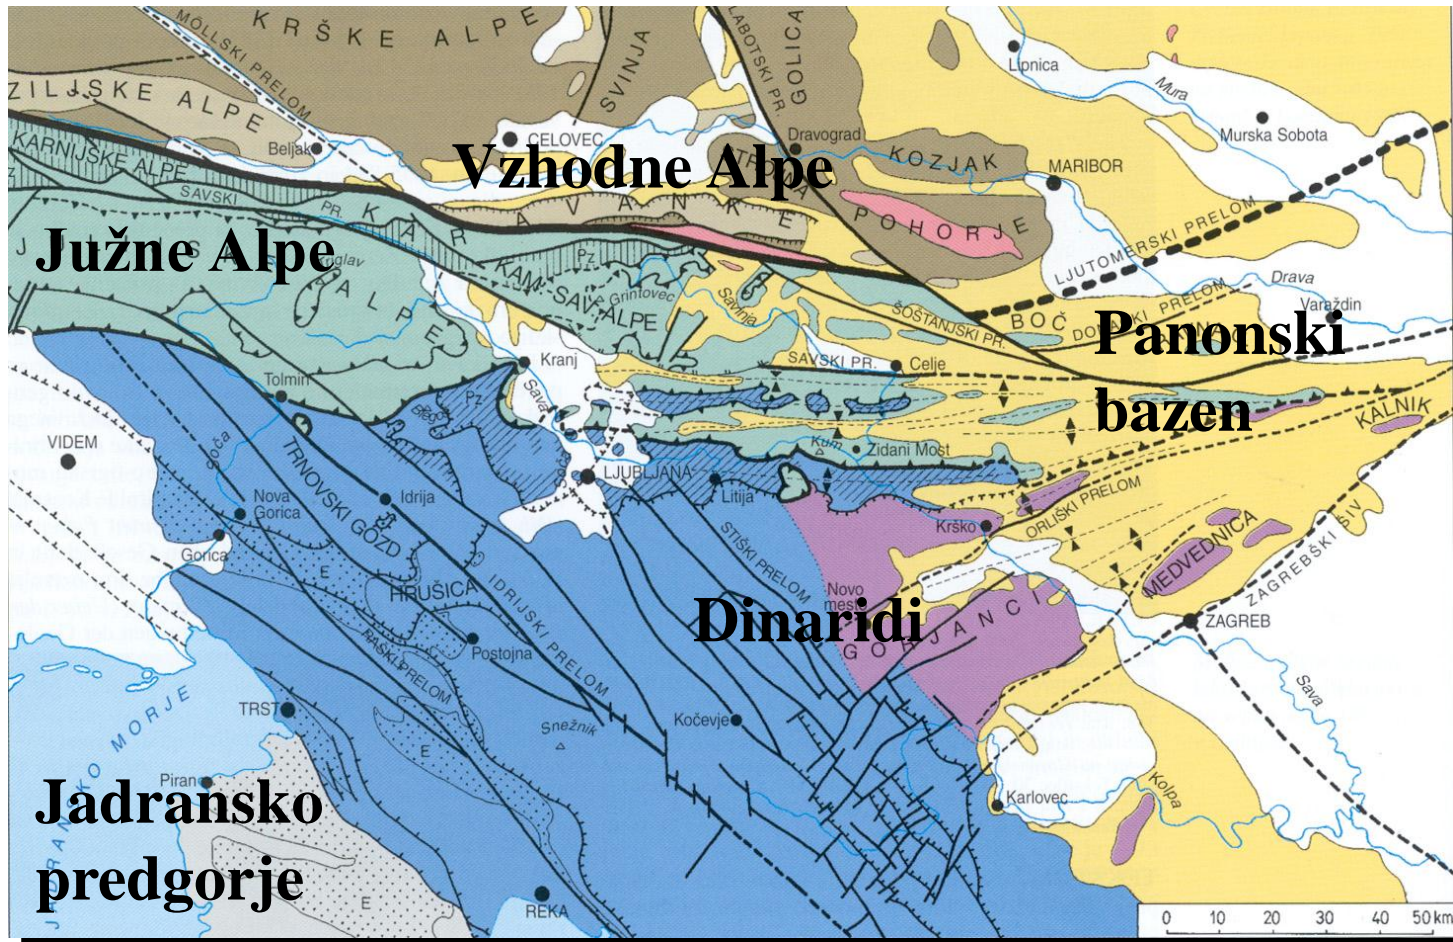 KRŠKE ALPE
MÖLLSKI PRELOM
SVINJA
LABOTSKI PR.
GOLICA
Lipnica
Mura
Murska Sobota
ZILJSKE ALPE
Beljak
CELOVEC
Dravograd
KOZJAK
MARIBOR
Vzhodne Alpe
KARNIJSKE ALPE
SAVSKI PR.
KARAVANKE
POHORJE
LJUTOMERSKI PRELOM
Južne Alpe
Pz
KAM.-SAV. ALPE
Grintovec
Savinja
ŠOŠTANJSKI PR.
BOČ
Drava
Varaždin
Panonski
bazen
Kranj
SAVSKI PR.
Celje
Tolmin
Sava
Pz
KALNIK
VIDEM
Soča
TRNOVSKI GOZD
Idrija
LJUBLJANA
Litija
Kum
Zidani Most
Nova
Gorica
Gorica
STIŠKI PRELOM
Krško
ORLIŠKI PRELOM
MEDVEDNICA
ZAGREBŠKI ŠIV
E
HRUŠICA
IDRIJSKI PRELOM
Novo
mesto
Dinaridi
GORJANCI
ZAGREB
RAŠKI PRELOM
Postojna
Sava
TRST
E
Snežnik
Kočevje
JADRANSKO MORJE
Piran
Jadransko
predgorje
Karlovec
Kolpa
E
REKA
0 10 20 30 40 50 km